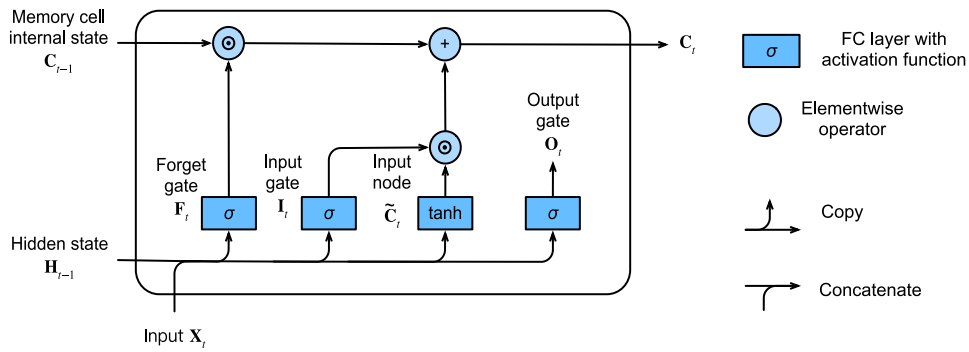 Memory cell
internal state
C_{t-1}
C_t
FC layer with
activation function
σ
Elementwise
operator
Output
gate
O_t
Forget
gate
F_t
Input
gate
I_t
Input
node
C̃_t
σ
σ
tanh
σ
+
Hidden state
H_{t-1}
Input X_t
Copy
Concatenate